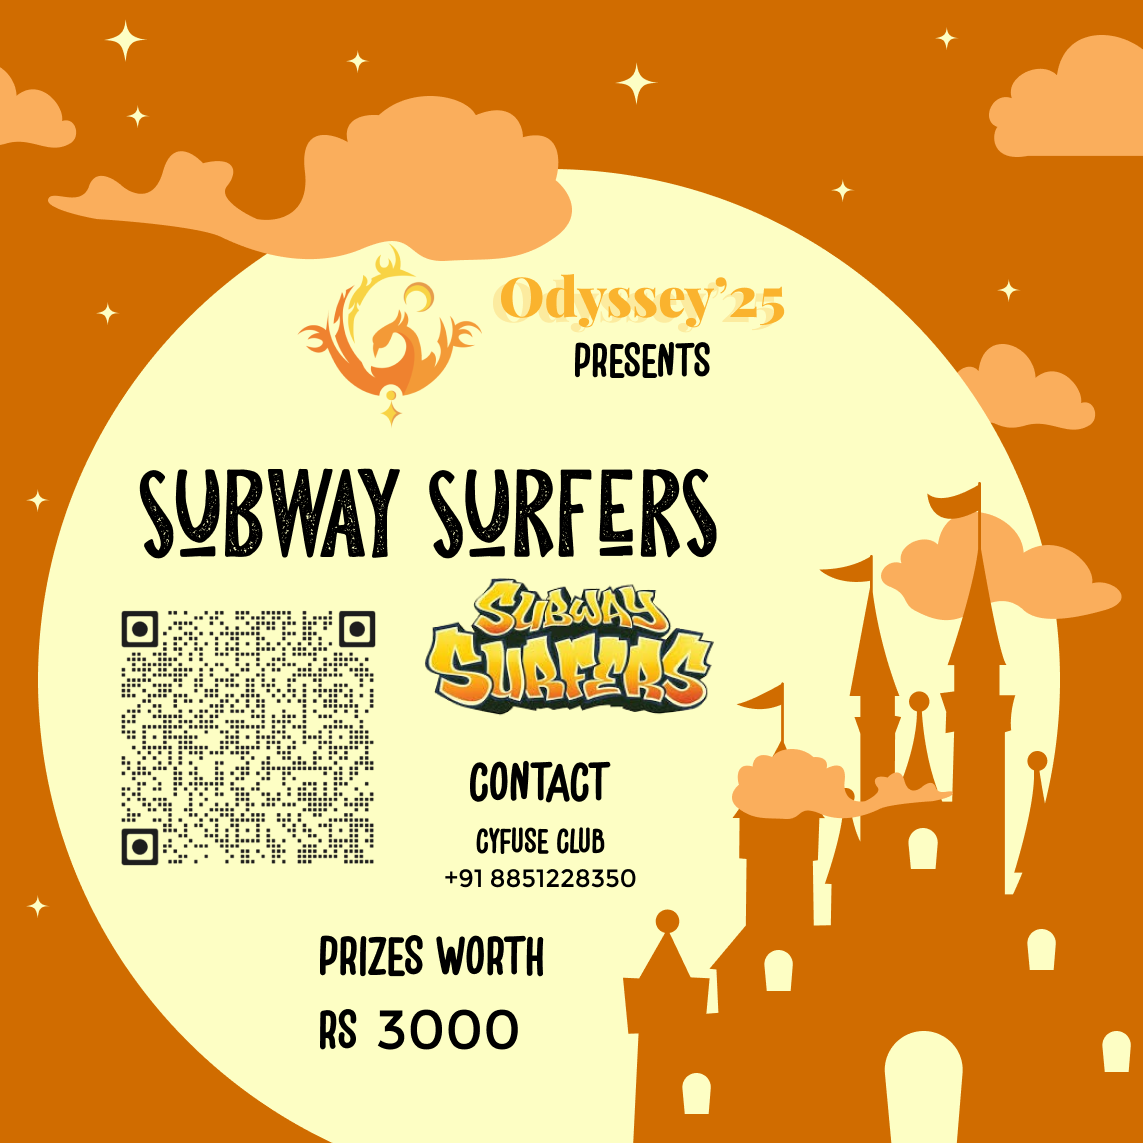 Odyssey'25
PRESENTS
SUBWAY SURFERS
SUBWAY
SURFERS
CONTACT
CYFUSE CLUB
+91 8851228350
PRIZES WORTH
RS 3000